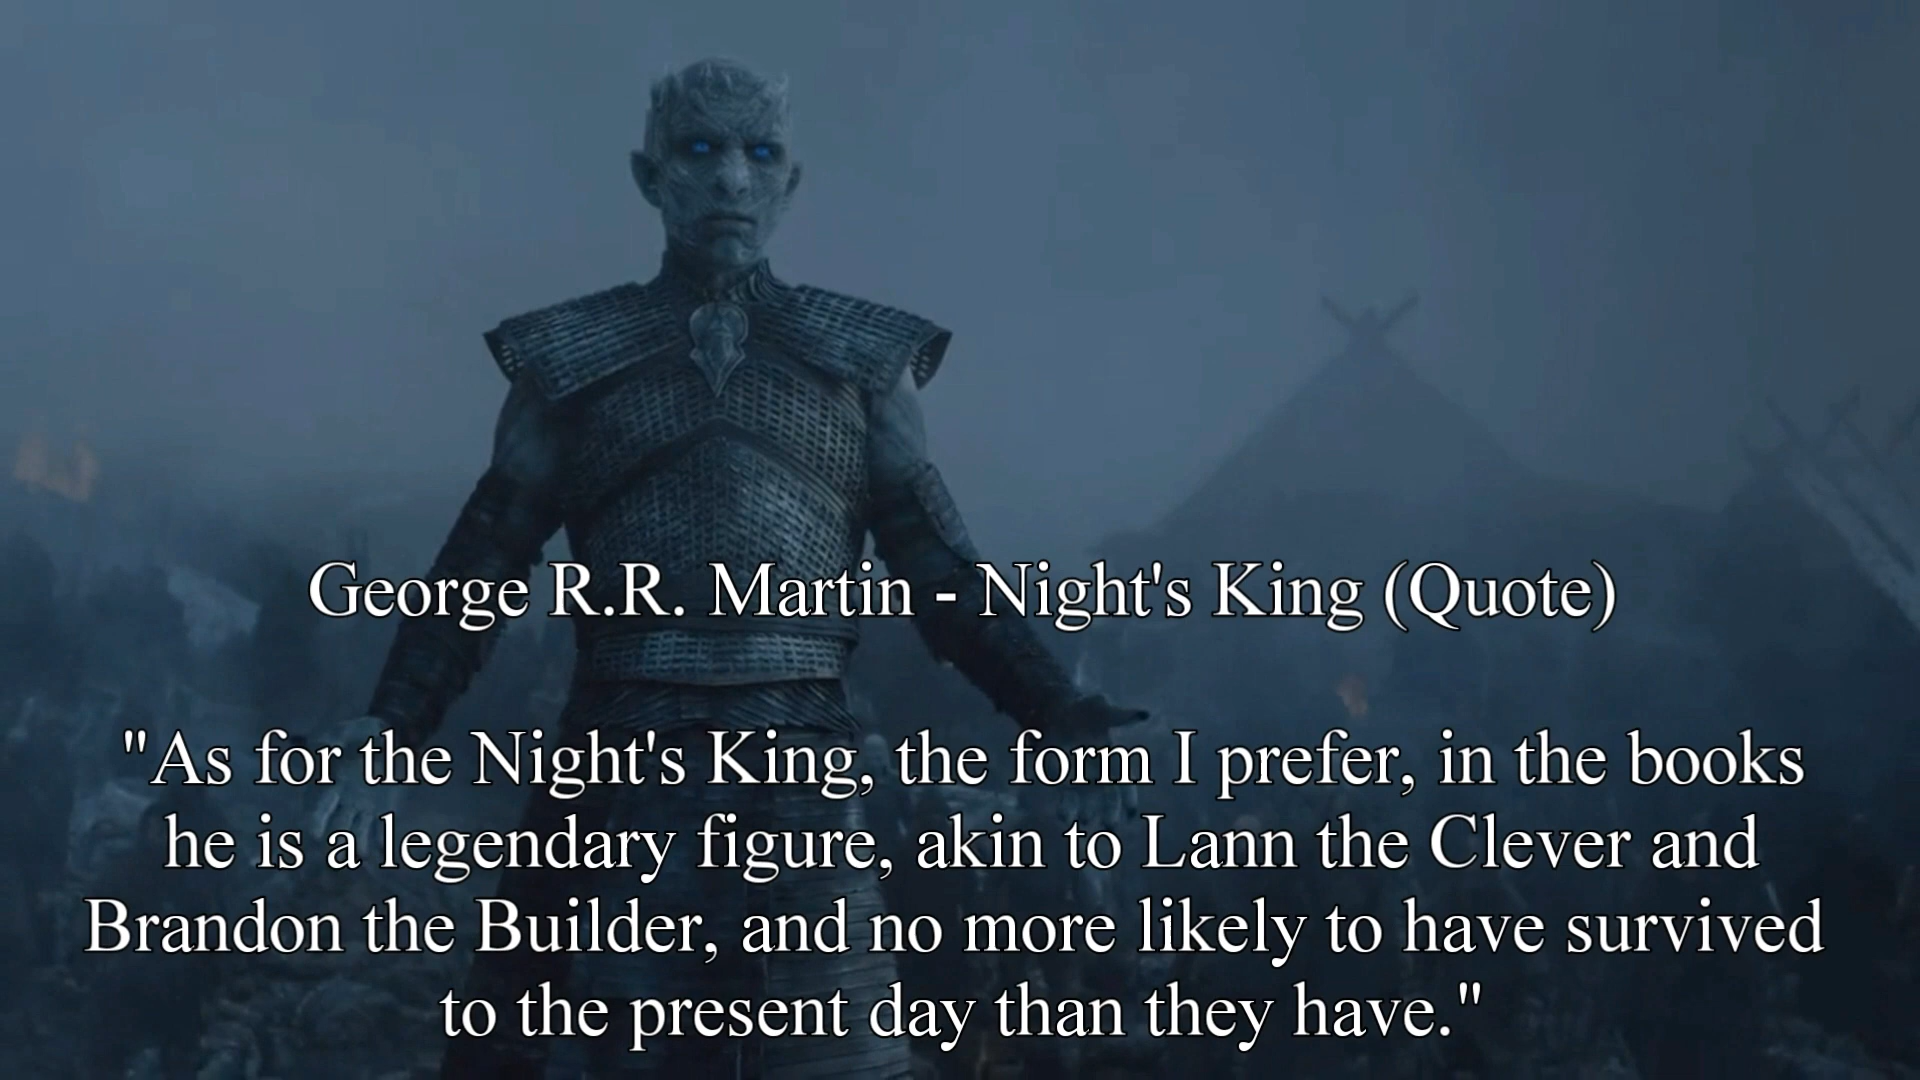 George R.R. Martin - Night's King (Quote)
"As for the Night's King, the form I prefer, in the books
he is a legendary figure, akin to Lann the Clever and
Brandon the Builder, and no more likely to have survived
to the present day than they have."